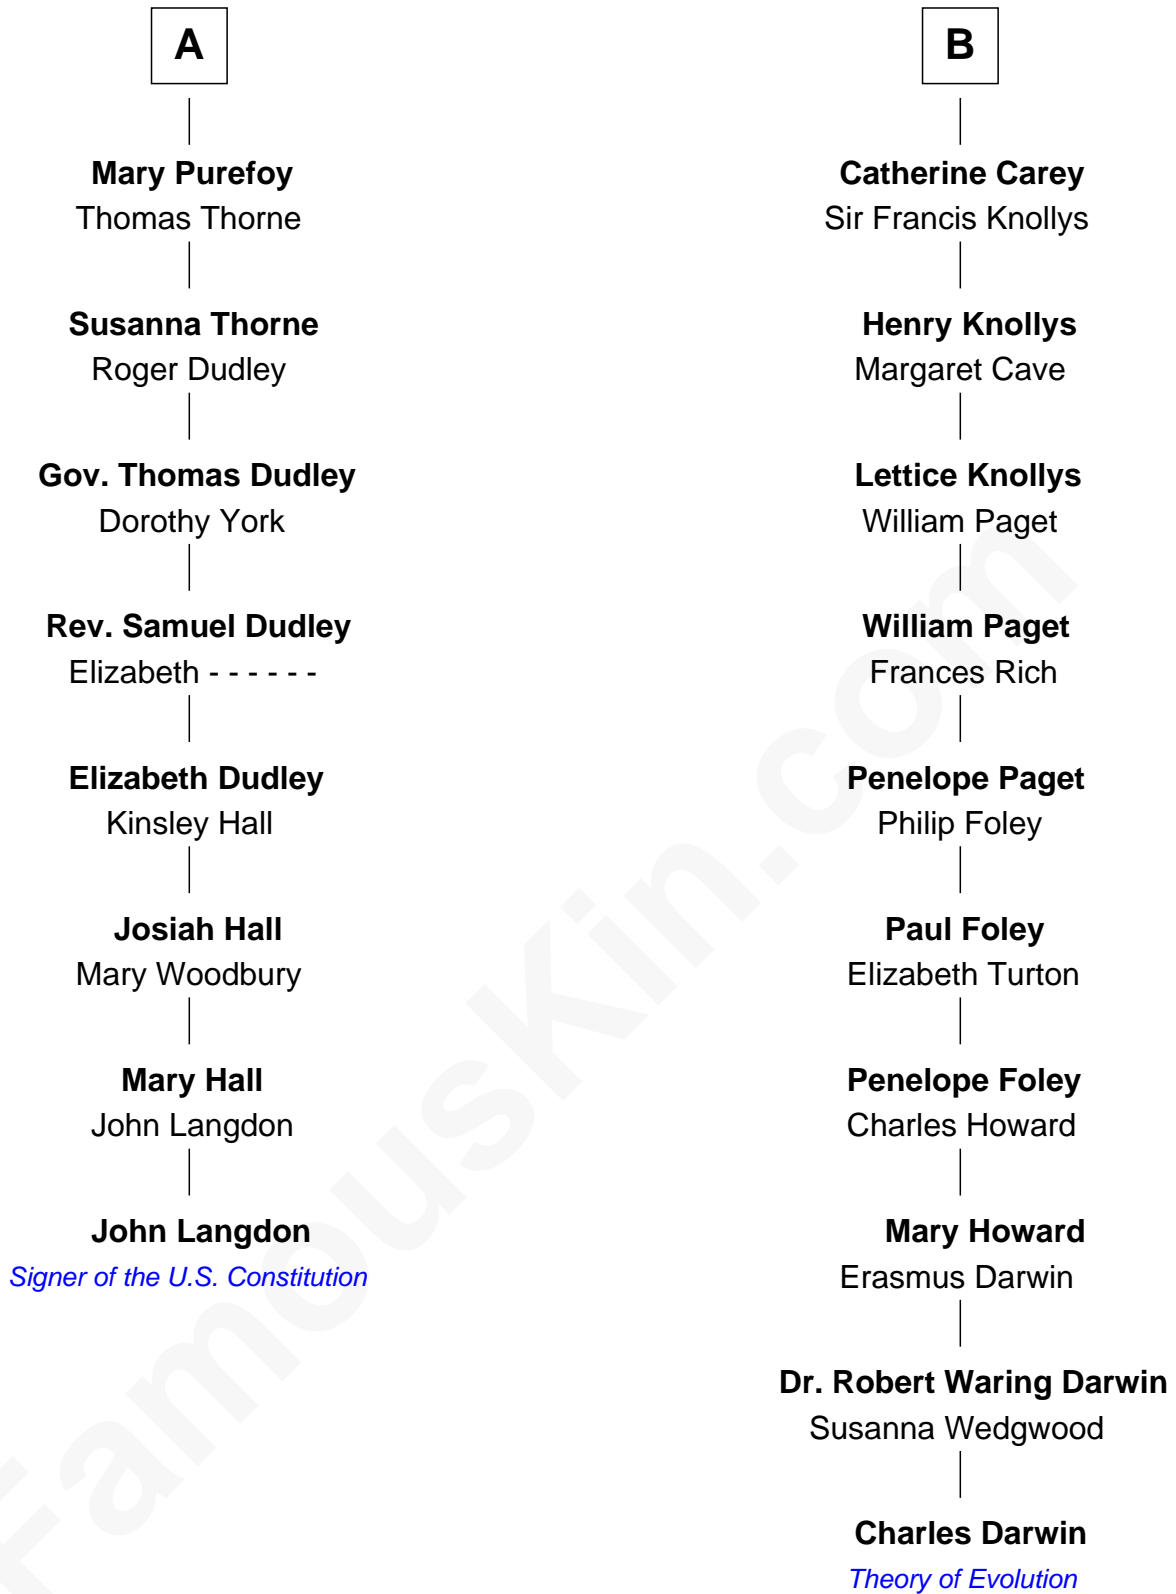 A
Mary Purefoy
Thomas Thorne
Susanna Thorne
Roger Dudley
Gov. Thomas Dudley
Dorothy York
Rev. Samuel Dudley
Elizabeth - - - - - -
Elizabeth Dudley
Kinsley Hall
Josiah Hall
Mary Woodbury
Mary Hall
John Langdon
John Langdon
Signer of the U.S. Constitution
B
Catherine Carey
Sir Francis Knollys
Henry Knollys
Margaret Cave
Lettice Knollys
William Paget
William Paget
Frances Rich
Penelope Paget
Philip Foley
Paul Foley
Elizabeth Turton
Penelope Foley
Charles Howard
Mary Howard
Erasmus Darwin
Dr. Robert Waring Darwin
Susanna Wedgwood
Charles Darwin
Theory of Evolution
FamousKin.com